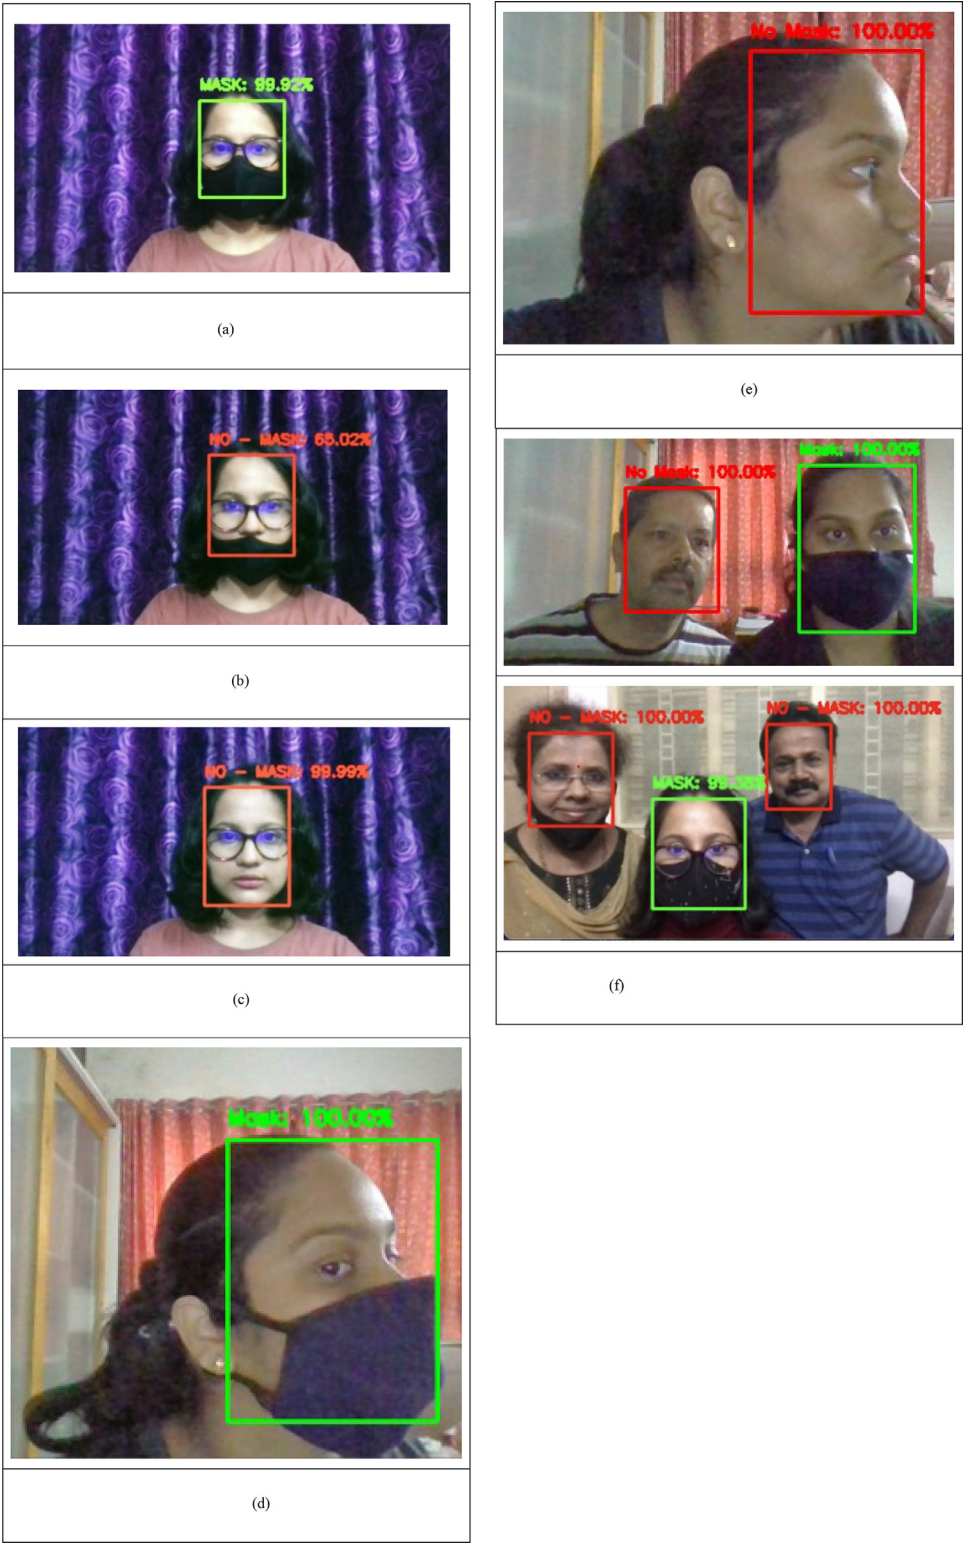 MASK: 99.92%
(a)
NO - MASK: 65.02%
(b)
NO - MASK: 99.99%
(c)
Mask: 100.00%
(d)
No Mask: 100.00%
(e)
No Mask: 100.00%
Mask: 100.00%
NO - MASK: 100.00%
NO - MASK: 100.00%
MASK:
(f)